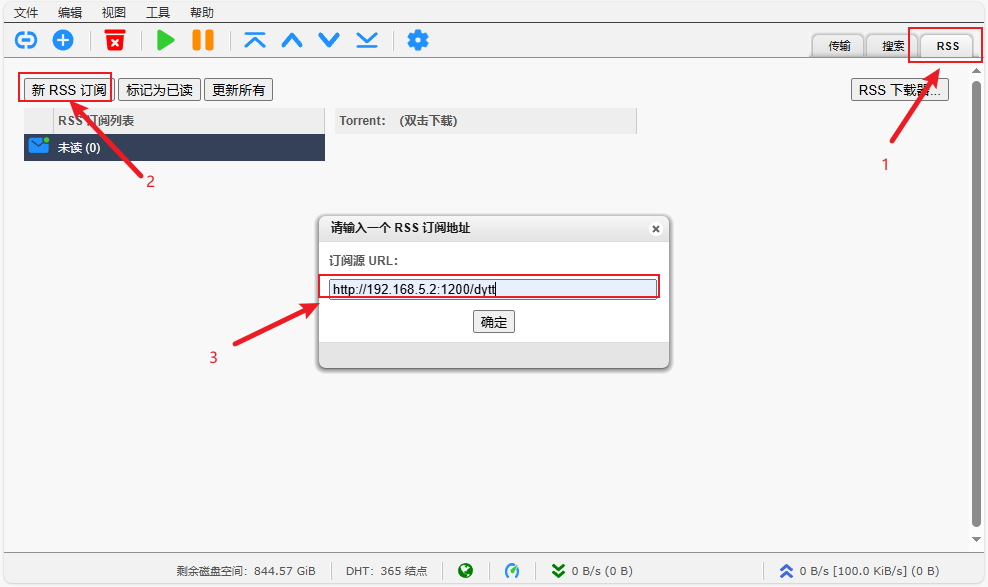 文件 编辑 视图 工具 帮助
传输 搜索 RSS
1
新 RSS 订阅 标记为已读 更新所有 RSS 下载器...
RSS 订阅列表 Torrent: (双击下载)
未读 (0)
2
请输入一个 RSS 订阅地址
订阅源 URL:
http://192.168.5.2:1200/dytt
确定
3
剩余磁盘空间: 844.57 GiB DHT: 365 结点 0 B/s (0 B) 0 B/s [100.0 KiB/s] (0 B)